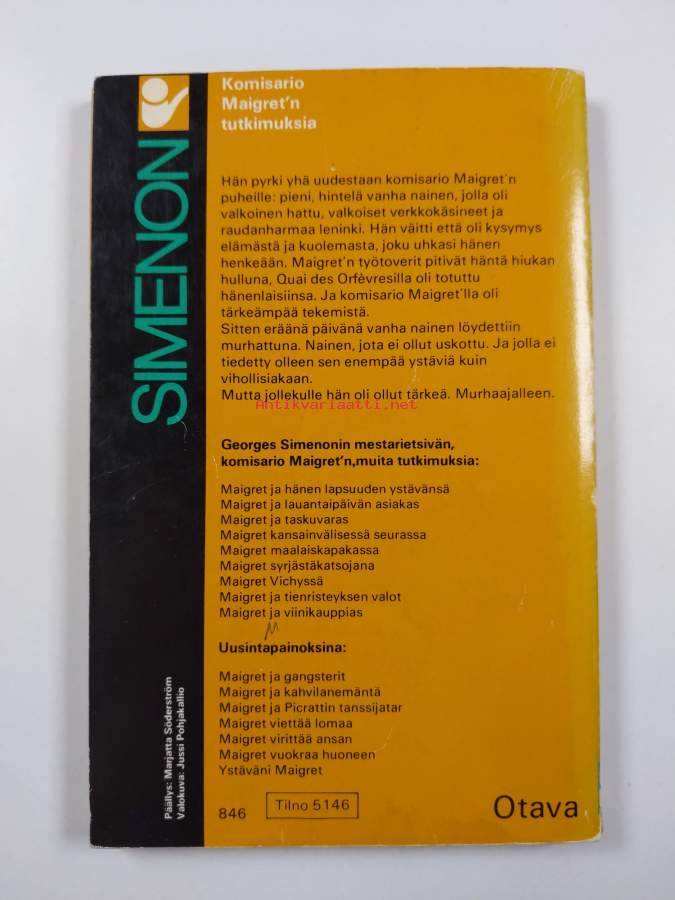 SIMENON
Komisario
Maigret'n
tutkimuksia
Hän pyrki yhä uudestaan komisario Maigret'n
puheille: pieni, hintelä vanha nainen, jolla oli
valkoinen hattu, valkoiset verkkokäsineet ja
raudanharmaa leninki. Hän väitti että oli kysymys
elämästä ja kuolemasta, joku uhkasi hänen
henkeään. Maigret'n työtoverit pitivät häntä hiukan
hulluna, Quai des Orfèvresilla oli totuttu
hänenlaisiinsa. Ja komisario Maigret'lla oli
tärkeämpää tekemistä.
Sitten eräänä päivänä vanha nainen löydettiin
murhattuna. Nainen, jota ei ollut uskottu. Ja jolla ei
tiedetty olleen sen enempää ystäviä kuin
vihollisiakaan.
Mutta jollekulle hän oli ollut tärkeä. Murhaajalleen.
Antikvariaatti.net
Georges Simenonin mestarietsivän,
komisario Maigret'n,muita tutkimuksia:
Maigret ja hänen lapsuuden ystävänsä
Maigret ja lauantaipäivän asiakas
Maigret ja taskuvaras
Maigret kansainvälisessä seurassa
Maigret maalaiskapakassa
Maigret syrjästäkatsojana
Maigret Vichyssä
Maigret ja tienristeyksen valot
Maigret ja viinikauppias
Uusintapainoksina:
Maigret ja gangsterit
Maigret ja kahvilanemäntä
Maigret ja Picrattin tanssijatar
Maigret viettää lomaa
Maigret virittää ansan
Maigret vuokraa huoneen
Ystäväni Maigret
Päällys: Marjatta Söderström
Valokuva: Jussi Pohjakallio
846
Tilno 5146
Otava